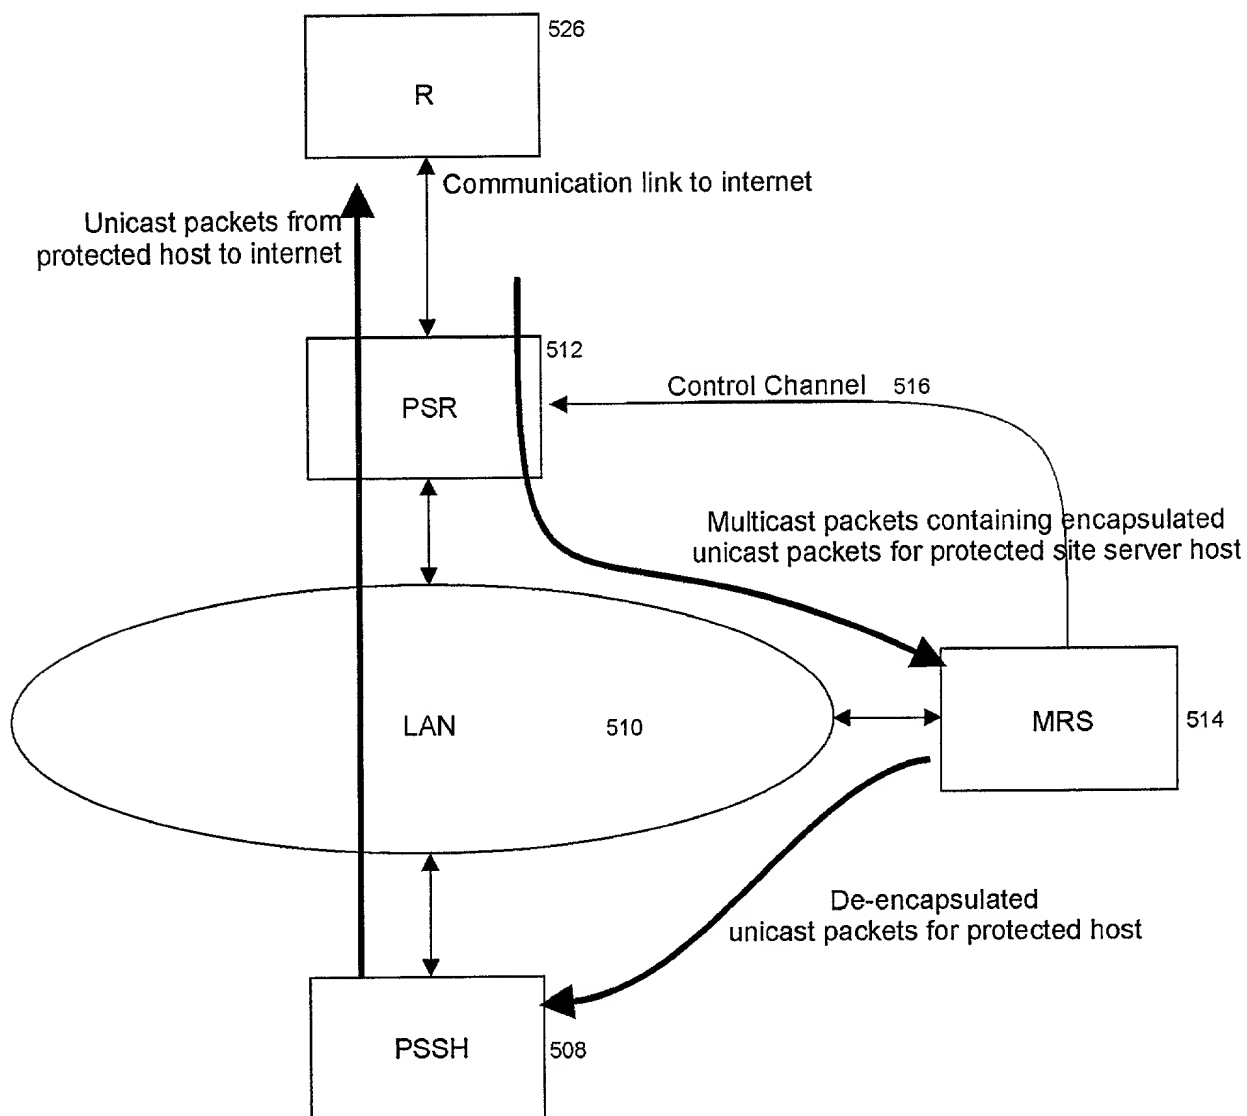 526
R
Communication link to internet
Unicast packets from
protected host to internet
512
PSR
Control Channel 516
Multicast packets containing encapsulated
unicast packets for protected site server host
LAN 510
MRS 514
De-encapsulated
unicast packets for protected host
PSSH 508